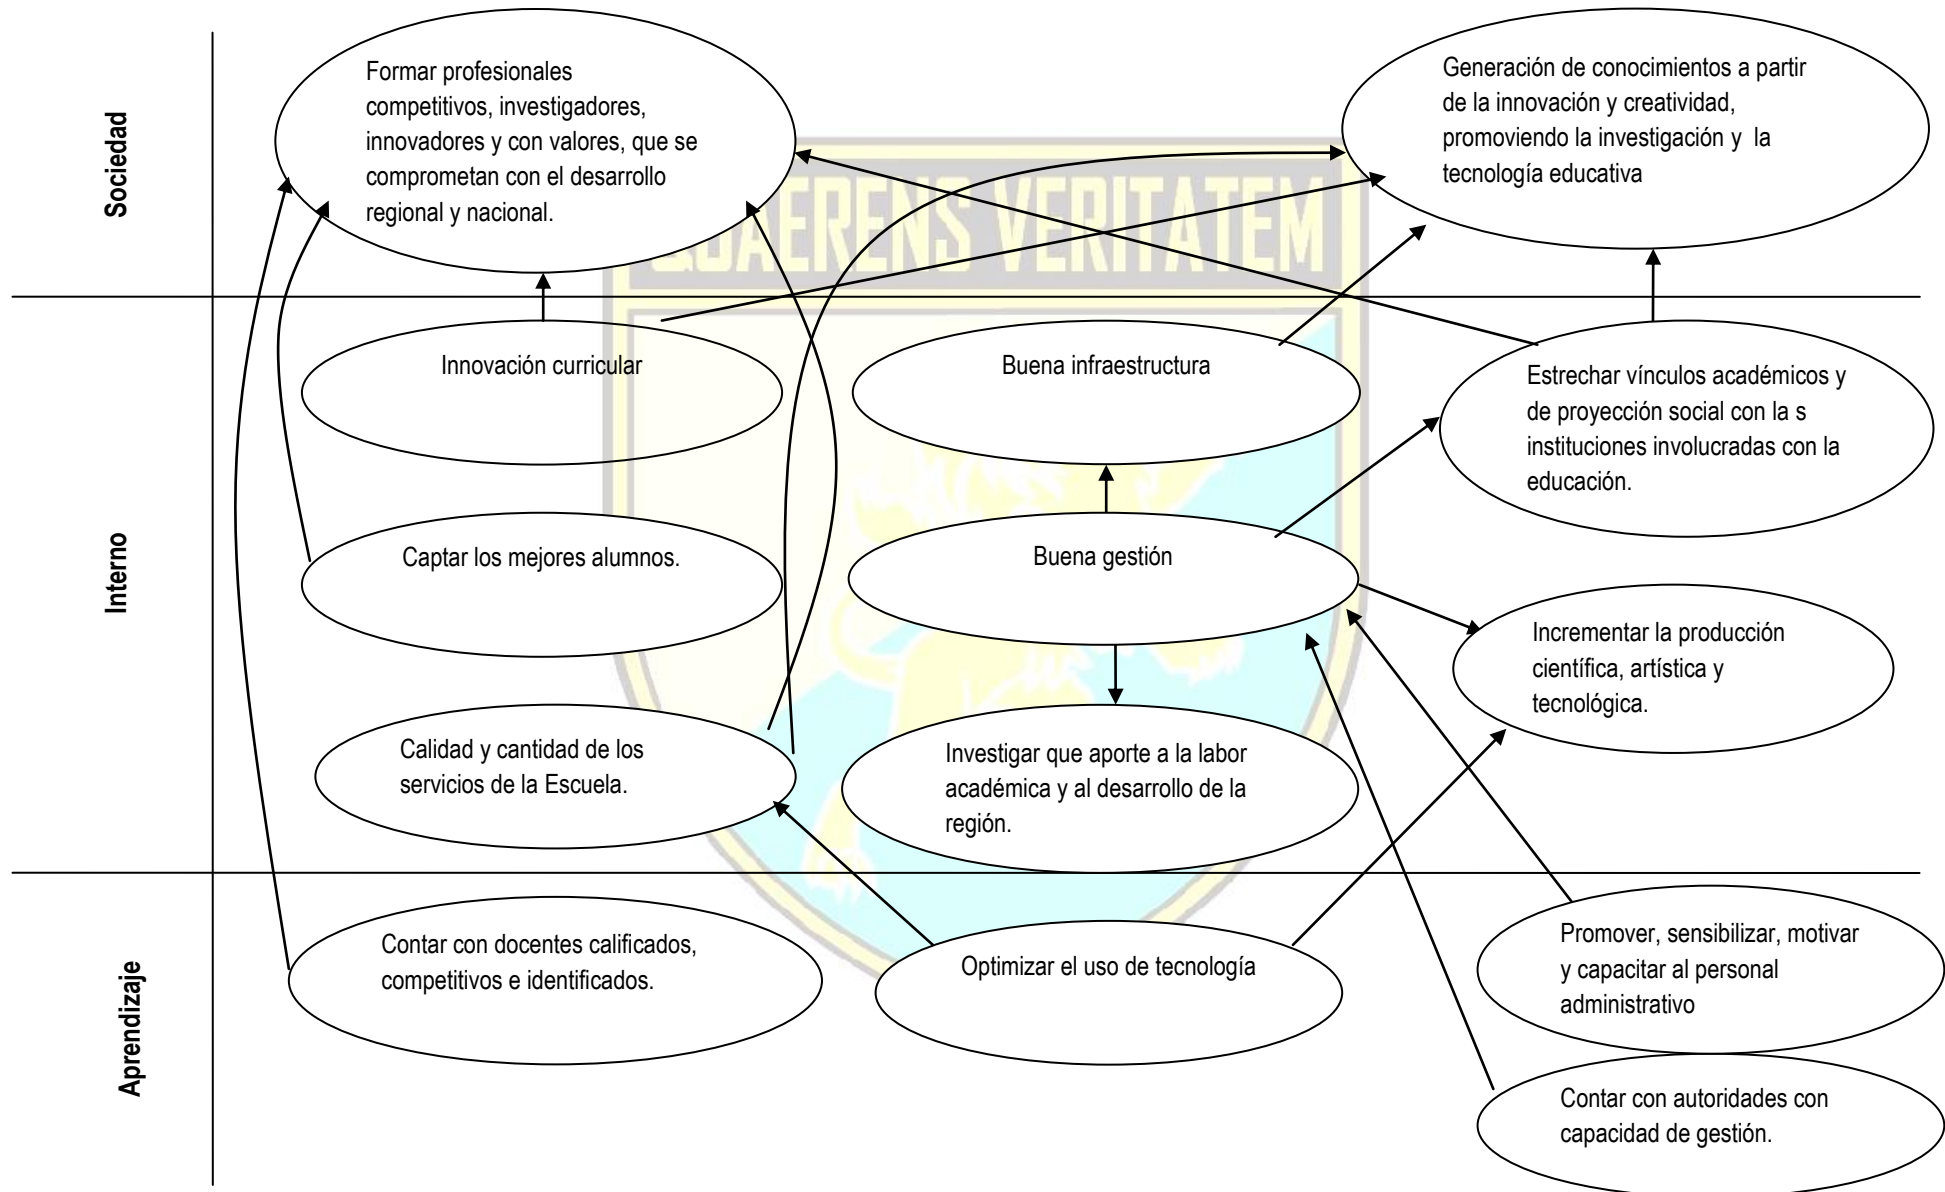 Sociedad
Formar profesionales
competitivos, investigadores,
innovadores y con valores, que se
comprometan con el desarrollo
regional y nacional.
Generación de conocimientos a partir
de la innovación y creatividad,
promoviendo la investigación y  la
tecnología educativa
QUAERENS VERITATEM
Interno
Innovación curricular
Buena infraestructura
Estrechar vínculos académicos y
de proyección social con la s
instituciones involucradas con la
educación.
Captar los mejores alumnos.
Buena gestión
Incrementar la producción
científica, artística y
tecnológica.
Calidad y cantidad de los
servicios de la Escuela.
Investigar que aporte a la labor
académica y al desarrollo de la
región.
Aprendizaje
Contar con docentes calificados,
competitivos e identificados.
Optimizar el uso de tecnología
Promover, sensibilizar, motivar
y capacitar al personal
administrativo
Contar con autoridades con
capacidad de gestión.